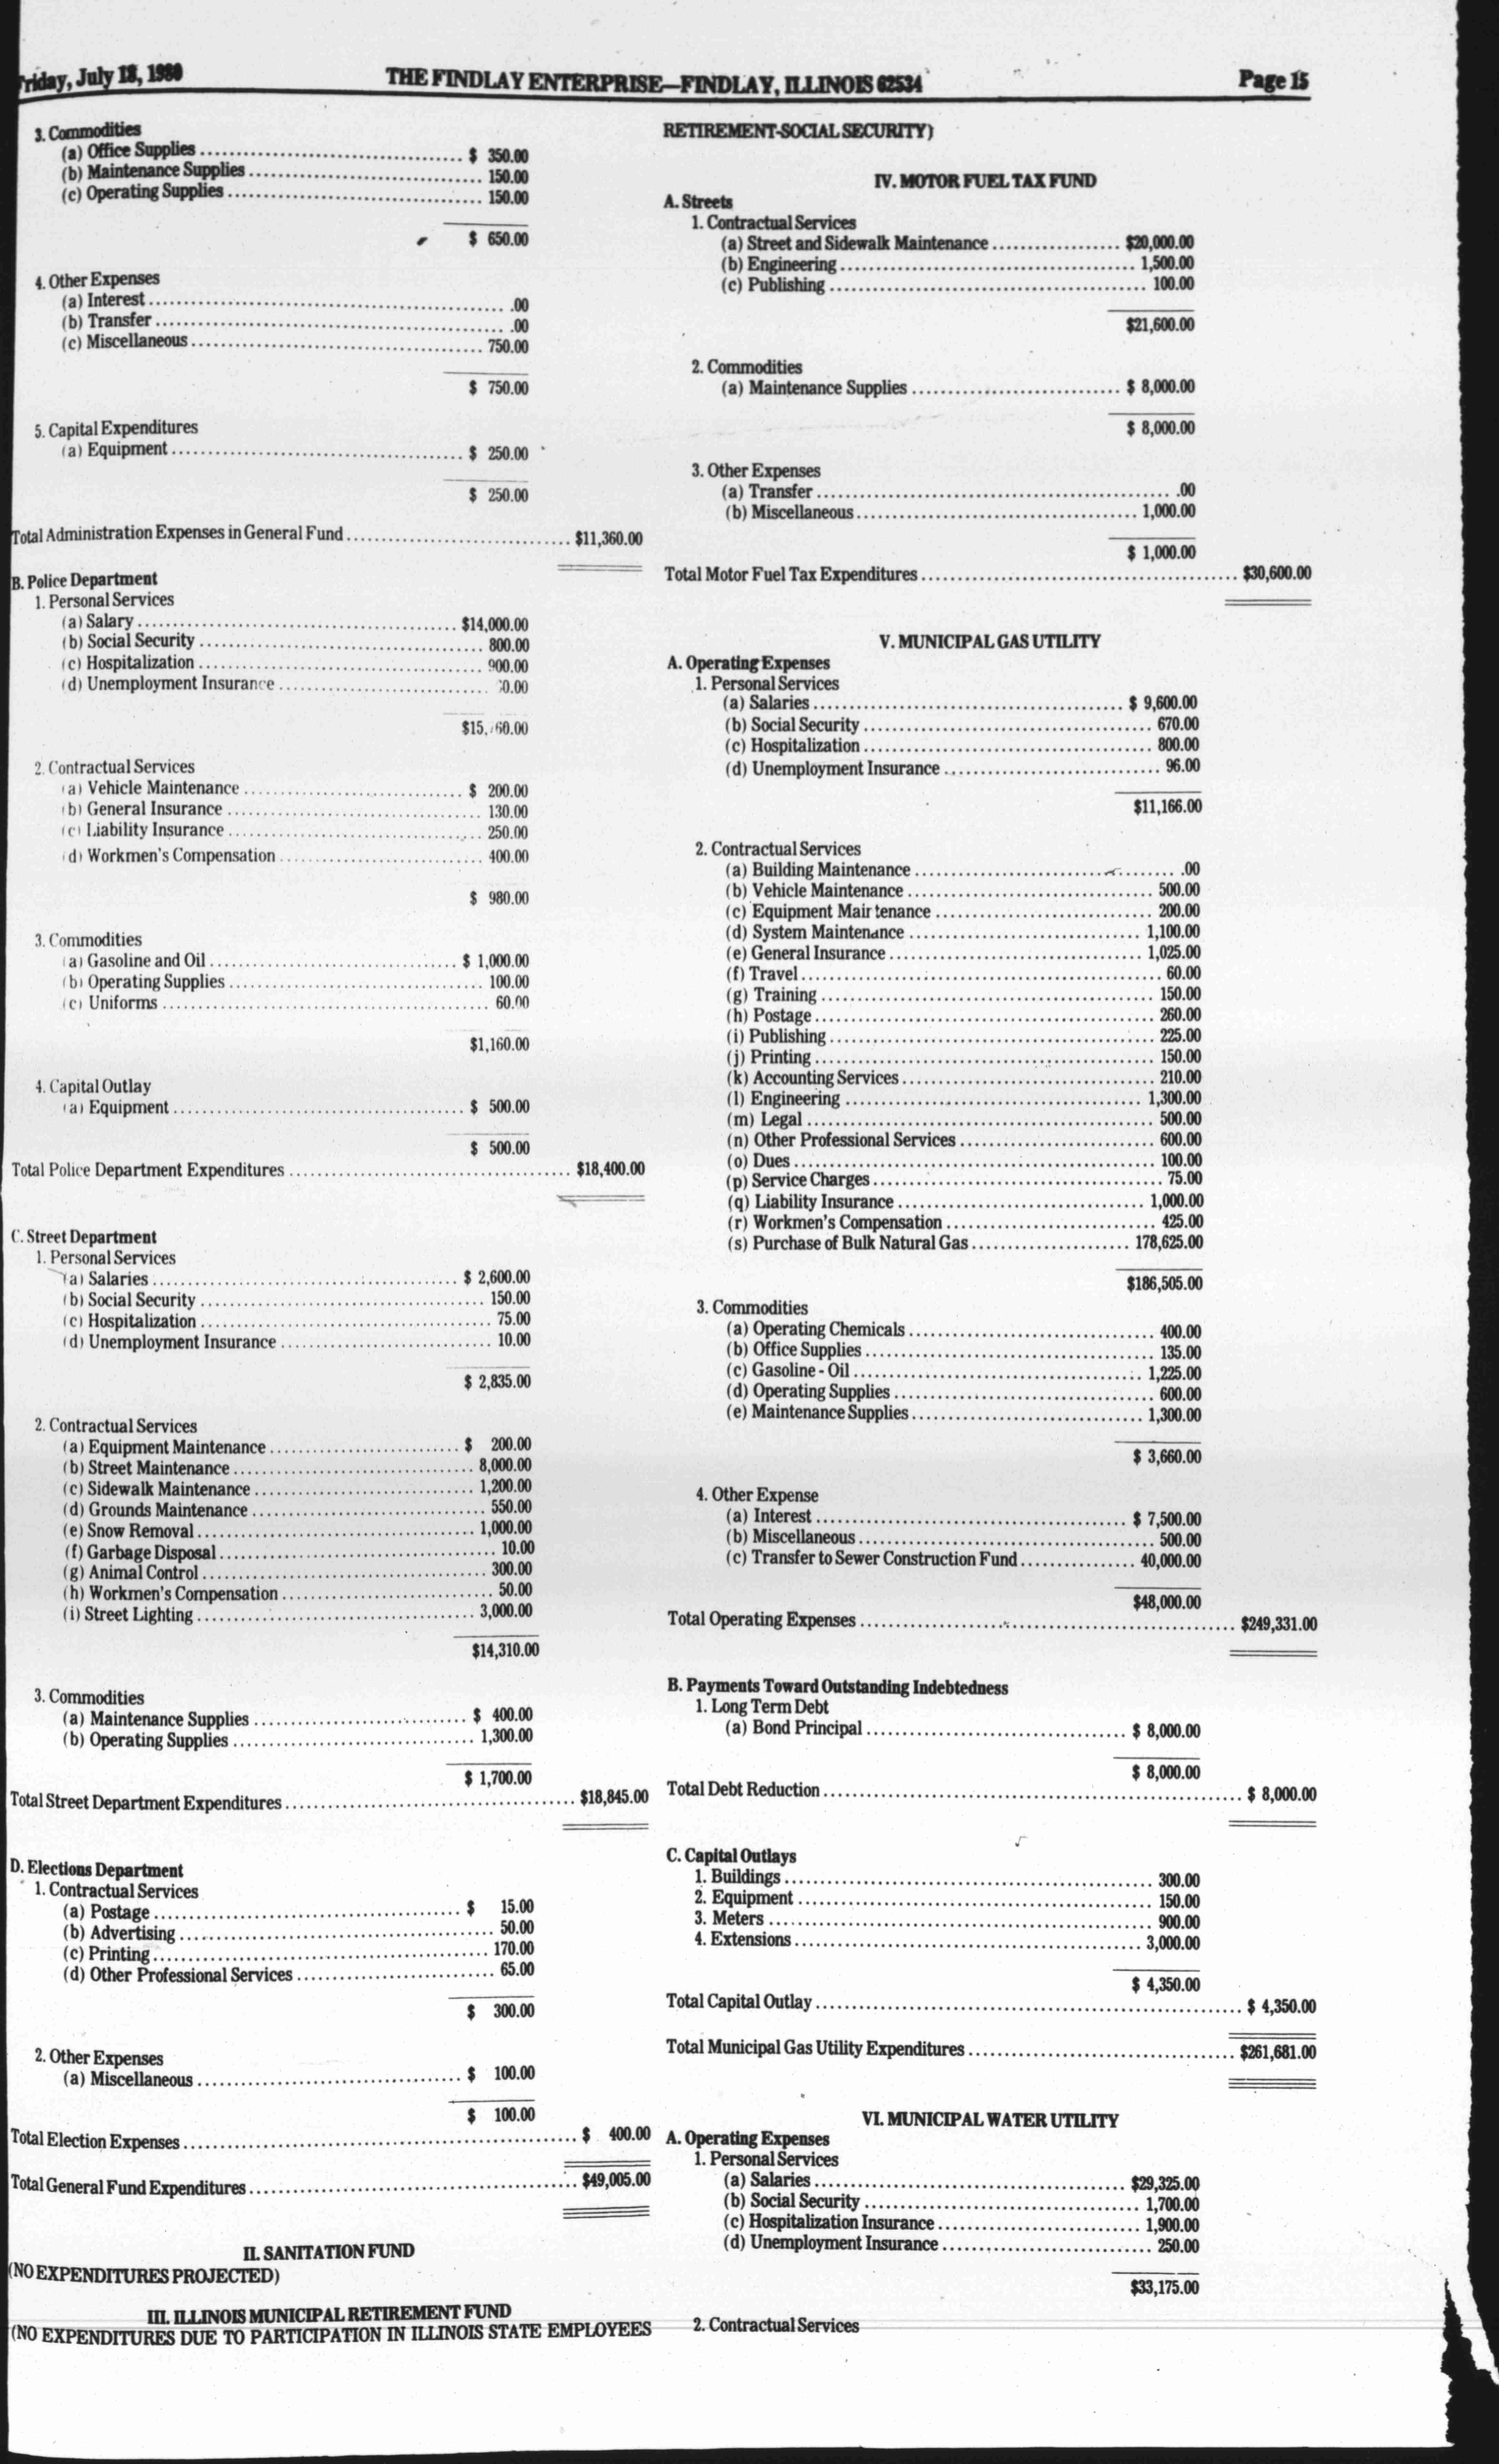 Friday, July 18, 1980
THE FINDLAY ENTERPRISE—FINDLAY, ILLINOIS 62534
Page 15
3. Commodities
(a) Office Supplies .......... $ 350.00
(b) Maintenance Supplies .......... 150.00
(c) Operating Supplies .......... 150.00
$ 650.00
4. Other Expenses
(a) Interest .......... .00
(b) Transfer .......... .00
(c) Miscellaneous .......... 750.00
$ 750.00
5. Capital Expenditures
(a) Equipment .......... $ 250.00
$ 250.00
Total Administration Expenses in General Fund .......... $11,360.00
B. Police Department
1. Personal Services
(a) Salary .......... $14,000.00
(b) Social Security .......... 800.00
(c) Hospitalization .......... 900.00
(d) Unemployment Insurance ..........
2. Contractual Services
(a) Vehicle Maintenance .......... $ 200.00
(b) General Insurance .......... 130.00
(c) Liability Insurance .......... 250.00
(d) Workmen's Compensation .......... 400.00
$ 980.00
3. Commodities
(a) Gasoline and Oil .......... $ 1,000.00
(b) Operating Supplies .......... 100.00
(c) Uniforms .......... 60.00
$1,160.00
4. Capital Outlay
(a) Equipment .......... $ 500.00
$ 500.00
Total Police Department Expenditures .......... $18,400.00
C. Street Department
1. Personal Services
(a) Salaries .......... $ 2,600.00
(b) Social Security .......... 150.00
(c) Hospitalization .......... 75.00
(d) Unemployment Insurance .......... 10.00
$ 2,835.00
2. Contractual Services
(a) Equipment Maintenance .......... $ 200.00
(b) Street Maintenance .......... 8,000.00
(c) Sidewalk Maintenance .......... 1,200.00
(d) Grounds Maintenance .......... 550.00
(e) Snow Removal .......... 1,000.00
(f) Garbage Disposal .......... 10.00
(g) Animal Control .......... 300.00
(h) Workmen's Compensation .......... 50.00
(i) Street Lighting .......... 3,000.00
$14,310.00
3. Commodities
(a) Maintenance Supplies .......... $ 400.00
(b) Operating Supplies .......... 1,300.00
$ 1,700.00
Total Street Department Expenditures .......... $18,845.00
D. Elections Department
1. Contractual Services
(a) Postage .......... $ 15.00
(b) Advertising .......... 50.00
(c) Printing .......... 170.00
(d) Other Professional Services .......... 65.00
$ 300.00
2. Other Expenses
(a) Miscellaneous .......... $ 100.00
$ 100.00
Total Election Expenses .......... $ 400.00
Total General Fund Expenditures .......... $49,005.00
II. SANITATION FUND
(NO EXPENDITURES PROJECTED)
III. ILLINOIS MUNICIPAL RETIREMENT FUND
(NO EXPENDITURES DUE TO PARTICIPATION IN ILLINOIS STATE EMPLOYEES
RETIREMENT-SOCIAL SECURITY)
IV. MOTOR FUEL TAX FUND
A. Streets
1. Contractual Services
(a) Street and Sidewalk Maintenance .......... $20,000.00
(b) Engineering .......... 1,500.00
(c) Publishing .......... 100.00
$21,600.00
2. Commodities
(a) Maintenance Supplies .......... $ 8,000.00
$ 8,000.00
3. Other Expenses
(a) Transfer .......... .00
(b) Miscellaneous .......... 1,000.00
$ 1,000.00
Total Motor Fuel Tax Expenditures .......... $30,600.00
V. MUNICIPAL GAS UTILITY
A. Operating Expenses
1. Personal Services
(a) Salaries .......... $ 9,600.00
(b) Social Security .......... 670.00
(c) Hospitalization .......... 800.00
(d) Unemployment Insurance .......... 96.00
$11,166.00
2. Contractual Services
(a) Building Maintenance .......... .00
(b) Vehicle Maintenance .......... 500.00
(c) Equipment Maintenance .......... 200.00
(d) System Maintenance .......... 1,100.00
(e) General Insurance .......... 1,025.00
(f) Travel .......... 60.00
(g) Training .......... 150.00
(h) Postage .......... 260.00
(i) Publishing .......... 225.00
(j) Printing .......... 150.00
(k) Accounting Services .......... 210.00
(l) Engineering .......... 1,300.00
(m) Legal .......... 500.00
(n) Other Professional Services .......... 600.00
(o) Dues .......... 100.00
(p) Service Charges .......... 75.00
(q) Liability Insurance .......... 1,000.00
(r) Workmen's Compensation .......... 425.00
(s) Purchase of Bulk Natural Gas .......... 178,625.00
$186,505.00
3. Commodities
(a) Operating Chemicals .......... 400.00
(b) Office Supplies .......... 135.00
(c) Gasoline - Oil .......... 1,225.00
(d) Operating Supplies .......... 600.00
(e) Maintenance Supplies .......... 1,300.00
$ 3,660.00
4. Other Expense
(a) Interest .......... $ 7,500.00
(b) Miscellaneous .......... 500.00
(c) Transfer to Sewer Construction Fund .......... 40,000.00
$48,000.00
Total Operating Expenses .......... $249,331.00
B. Payments Toward Outstanding Indebtedness
1. Long Term Debt
(a) Bond Principal .......... $ 8,000.00
$ 8,000.00
Total Debt Reduction .......... $ 8,000.00
C. Capital Outlays
1. Buildings .......... 300.00
2. Equipment .......... 150.00
3. Meters .......... 900.00
4. Extensions .......... 3,000.00
$ 4,350.00
Total Capital Outlay .......... $ 4,350.00
Total Municipal Gas Utility Expenditures .......... $261,681.00
VI. MUNICIPAL WATER UTILITY
A. Operating Expenses
1. Personal Services
(a) Salaries .......... $29,325.00
(b) Social Security .......... 1,700.00
(c) Hospitalization Insurance .......... 1,900.00
(d) Unemployment Insurance .......... 250.00
$33,175.00
2. Contractual Services